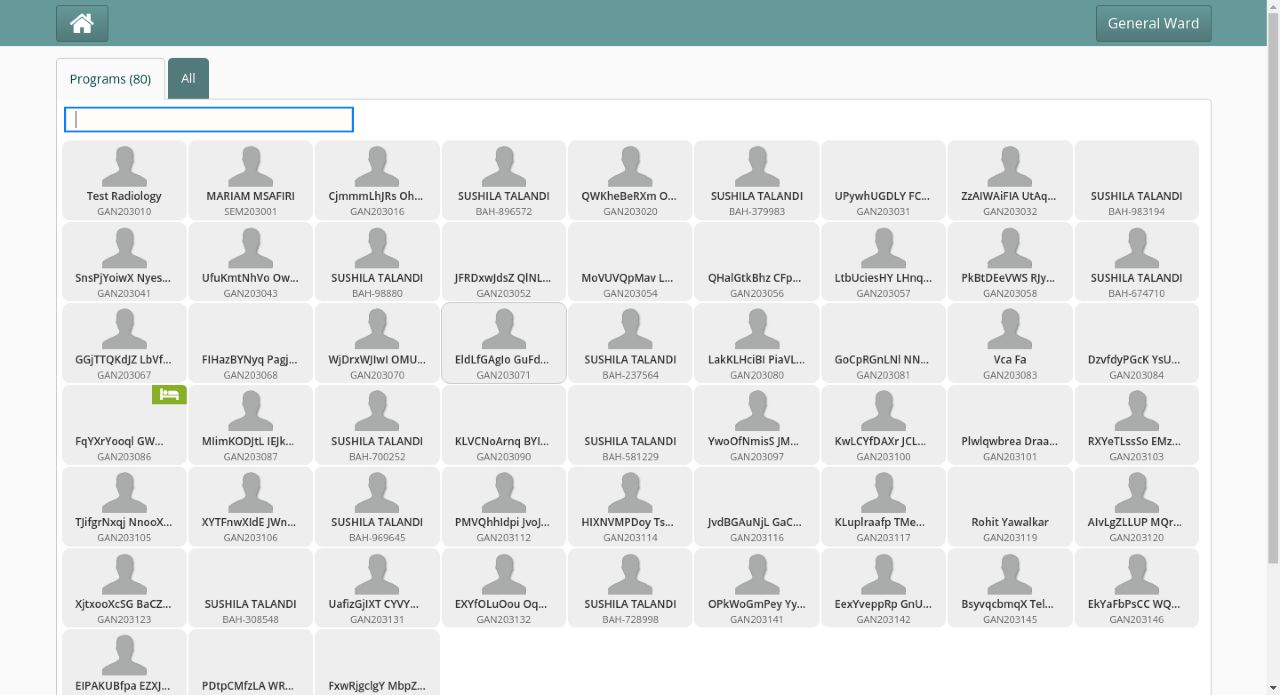 General Ward
Programs (80)
All
Test Radiology
GAN203010
MARIAM MSAFIRI
SEM203001
CjmmmLhJRs Oh...
GAN203016
SUSHILA TALANDI
BAH-896572
QWKheBeRXm O...
GAN203020
SUSHILA TALANDI
BAH-379983
UPywhUGDLY FC...
GAN203031
ZzAIWAiFIA UtAq...
GAN203032
SUSHILA TALANDI
BAH-983194
SnsPjYoiwX Nyes...
GAN203041
UfuKmtNhVo Ow...
GAN203043
SUSHILA TALANDI
BAH-98880
JFRDxwJdsZ QlNL...
GAN203052
MoVUVQpMav L...
GAN203054
QHalGtkBhz CFp...
GAN203056
LtbUciesHY LHnq...
GAN203057
PkBtDEeVWS RJy...
GAN203058
SUSHILA TALANDI
BAH-674710
GGjTTQKdJZ LbVf...
GAN203067
FIHazBYNyq Pagj...
GAN203068
WjDrxWJIwI OMU...
GAN203070
EldLfGAgIo GuFd...
GAN203071
SUSHILA TALANDI
BAH-237564
LakKLHciBI PiaVL...
GAN203080
GoCpRGnLNl NN...
GAN203081
Vca Fa
GAN203083
DzvfdyPGcK YsU...
GAN203084
FqYXrYooql GW...
GAN203086
MIimKODJtL IEJk...
GAN203087
SUSHILA TALANDI
BAH-700252
KLVCNoArnq BYI...
GAN203090
SUSHILA TALANDI
BAH-581229
YwoOfNmisS JM...
GAN203097
KwLCYfDAXr JCL...
GAN203100
Plwlqwbrea Draa...
GAN203101
RXYeTLssSo EMz...
GAN203103
TJifgrNxqj NnooX...
GAN203105
XYTFnwXIdE JWn...
GAN203106
SUSHILA TALANDI
BAH-969645
PMVQhhIdpi JvoJ...
GAN203112
HIXNVMPDoy Ts...
GAN203114
JvdBGAuNjL GaC...
GAN203116
KLuplraafp TMe...
GAN203117
Rohit Yawalkar
GAN203119
AIvLgZLLUP MQr...
GAN203120
XjtxooXcSG BaCZ...
GAN203123
SUSHILA TALANDI
BAH-308548
UafizGjIXT CYVY...
GAN203131
EXYfOLuOou Oq...
GAN203132
SUSHILA TALANDI
BAH-728998
OPkWoGmPey Yy...
GAN203141
EexYveppRp GnU...
GAN203142
BsyvqcbmqX Tel...
GAN203145
EkYaFbPsCC WQ...
GAN203146
EIPAKUBfpa EZXJ...
PDtpCMfzLA WR...
FxwRjgclgY MbpZ...